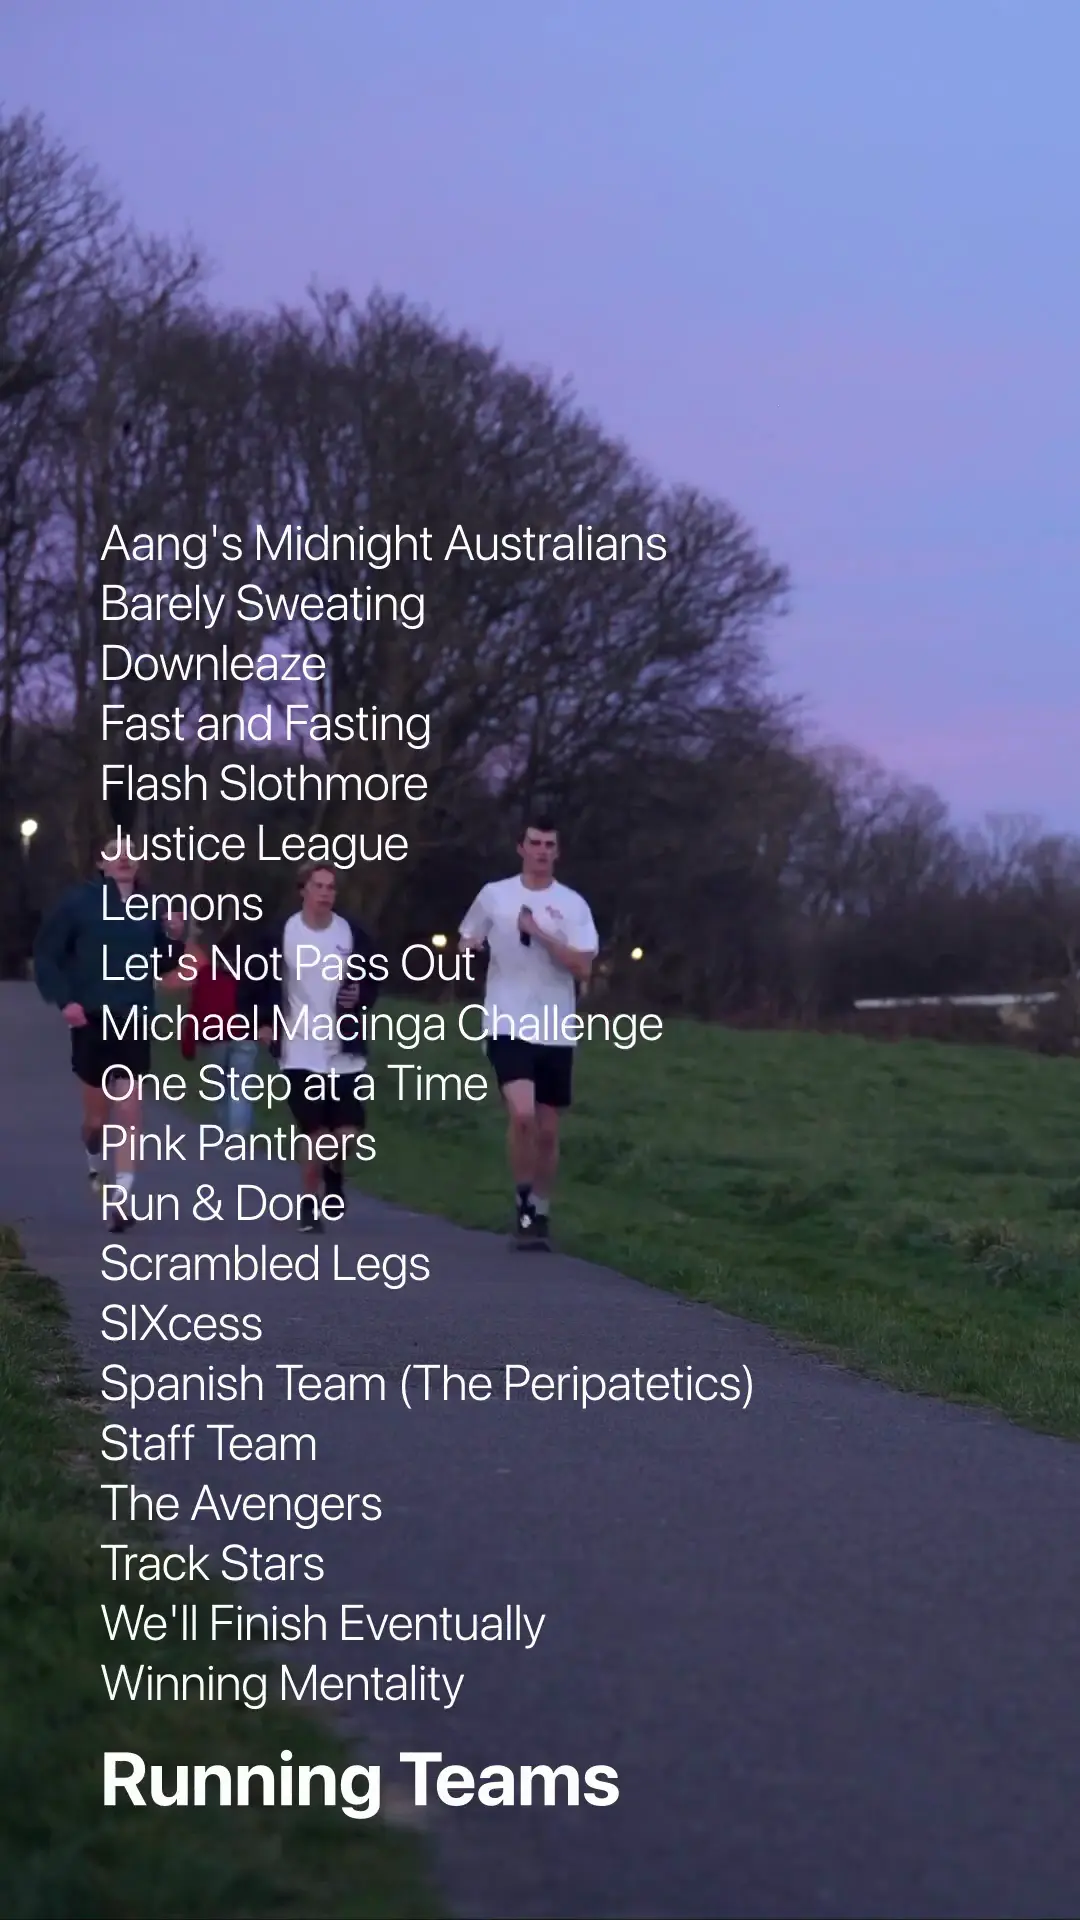 Aang's Midnight Australians
Barely Sweating
Downleaze
Fast and Fasting
Flash Slothmore
Justice League
Lemons
Let's Not Pass Out
Michael Macinga Challenge
One Step at a Time
Pink Panthers
Run & Done
Scrambled Legs
SIXcess
Spanish Team (The Peripatetics)
Staff Team
The Avengers
Track Stars
We'll Finish Eventually
Winning Mentality
Running Teams